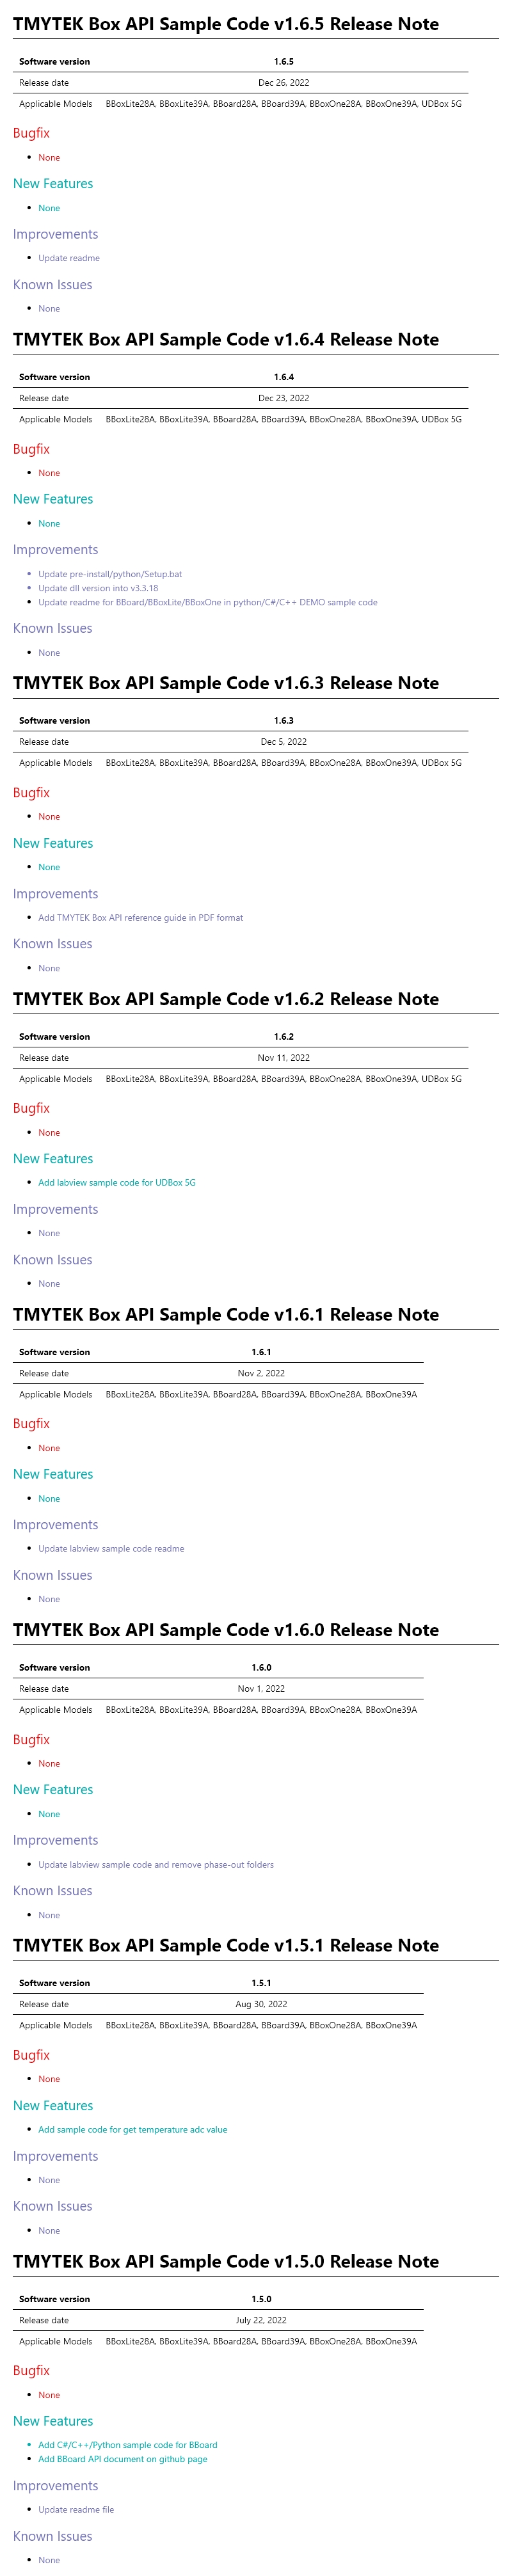 TMYTEK Box API Sample Code v1.6.5 Release Note
Software version 1.6.5
Release date Dec 26, 2022
Applicable Models BBoxLite28A, BBoxLite39A, BBoard28A, BBoard39A, BBoxOne28A, BBoxOne39A, UDBox 5G
Bugfix
None
New Features
None
Improvements
Update readme
Known Issues
None
TMYTEK Box API Sample Code v1.6.4 Release Note
Software version 1.6.4
Release date Dec 23, 2022
Applicable Models BBoxLite28A, BBoxLite39A, BBoard28A, BBoard39A, BBoxOne28A, BBoxOne39A, UDBox 5G
Bugfix
None
New Features
None
Improvements
Update pre-install/python/Setup.bat
Update dll version into v3.3.18
Update readme for BBoard/BBoxLite/BBoxOne in python/C#/C++ DEMO sample code
Known Issues
None
TMYTEK Box API Sample Code v1.6.3 Release Note
Software version 1.6.3
Release date Dec 5, 2022
Applicable Models BBoxLite28A, BBoxLite39A, BBoard28A, BBoard39A, BBoxOne28A, BBoxOne39A, UDBox 5G
Bugfix
None
New Features
None
Improvements
Add TMYTEK Box API reference guide in PDF format
Known Issues
None
TMYTEK Box API Sample Code v1.6.2 Release Note
Software version 1.6.2
Release date Nov 11, 2022
Applicable Models BBoxLite28A, BBoxLite39A, BBoard28A, BBoard39A, BBoxOne28A, BBoxOne39A, UDBox 5G
Bugfix
None
New Features
Add labview sample code for UDBox 5G
Improvements
None
Known Issues
None
TMYTEK Box API Sample Code v1.6.1 Release Note
Software version 1.6.1
Release date Nov 2, 2022
Applicable Models BBoxLite28A, BBoxLite39A, BBoard28A, BBoard39A, BBoxOne28A, BBoxOne39A
Bugfix
None
New Features
None
Improvements
Update labview sample code readme
Known Issues
None
TMYTEK Box API Sample Code v1.6.0 Release Note
Software version 1.6.0
Release date Nov 1, 2022
Applicable Models BBoxLite28A, BBoxLite39A, BBoard28A, BBoard39A, BBoxOne28A, BBoxOne39A
Bugfix
None
New Features
None
Improvements
Update labview sample code and remove phase-out folders
Known Issues
None
TMYTEK Box API Sample Code v1.5.1 Release Note
Software version 1.5.1
Release date Aug 30, 2022
Applicable Models BBoxLite28A, BBoxLite39A, BBoard28A, BBoard39A, BBoxOne28A, BBoxOne39A
Bugfix
None
New Features
Add sample code for get temperature adc value
Improvements
None
Known Issues
None
TMYTEK Box API Sample Code v1.5.0 Release Note
Software version 1.5.0
Release date July 22, 2022
Applicable Models BBoxLite28A, BBoxLite39A, BBoard28A, BBoard39A, BBoxOne28A, BBoxOne39A
Bugfix
None
New Features
Add C#/C++/Python sample code for BBoard
Add BBoard API document on github page
Improvements
Update readme file
Known Issues
None